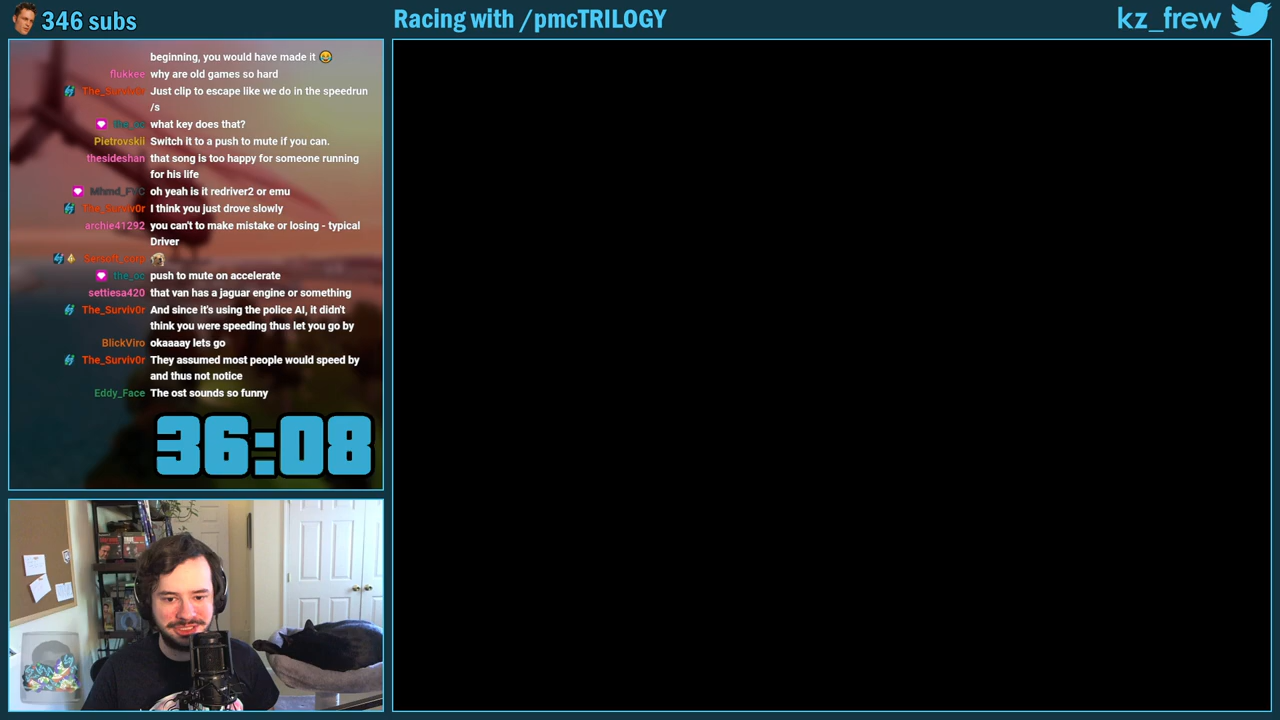 346 subs
Racing with /pmcTRILOGY
kz_frew
beginning, you would have made it
flukkee why are old games so hard
The_Surviv0r Just clip to escape like we do in the speedrun
/s
the_oc what key does that?
Pietrovskii Switch it to a push to mute if you can.
thesideshan that song is too happy for someone running
for his life
Mhmd_FYC oh yeah is it redriver2 or emu
The_Surviv0r I think you just drove slowly
archie41292 you can't to make mistake or losing - typical
Driver
the_oc push to mute on accelerate
settiesa420 that van has a jaguar engine or something
The_Surviv0r And since it's using the police AI, it didn't
think you were speeding thus let you go by
BlickViro okaaaay lets go
The_Surviv0r They assumed most people would speed by
and thus not notice
Eddy_Face The ost sounds so funny
36:08